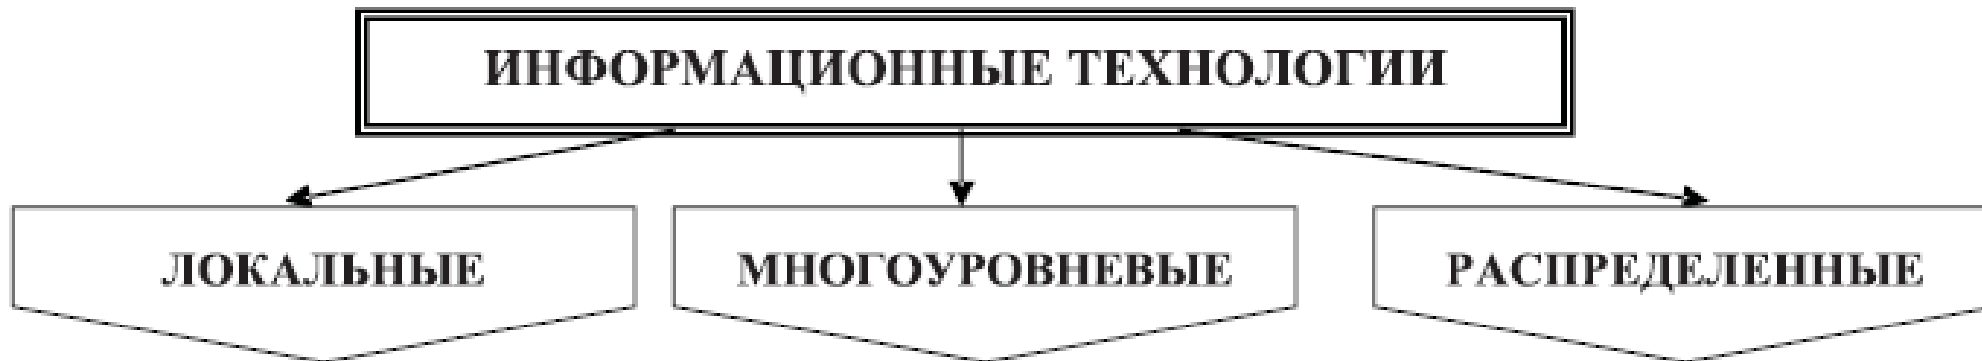 ИНФОРМАЦИОННЫЕ ТЕХНОЛОГИИ
ЛОКАЛЬНЫЕ
МНОГОУРОВНЕВЫЕ
РАСПРЕДЕЛЕННЫЕ